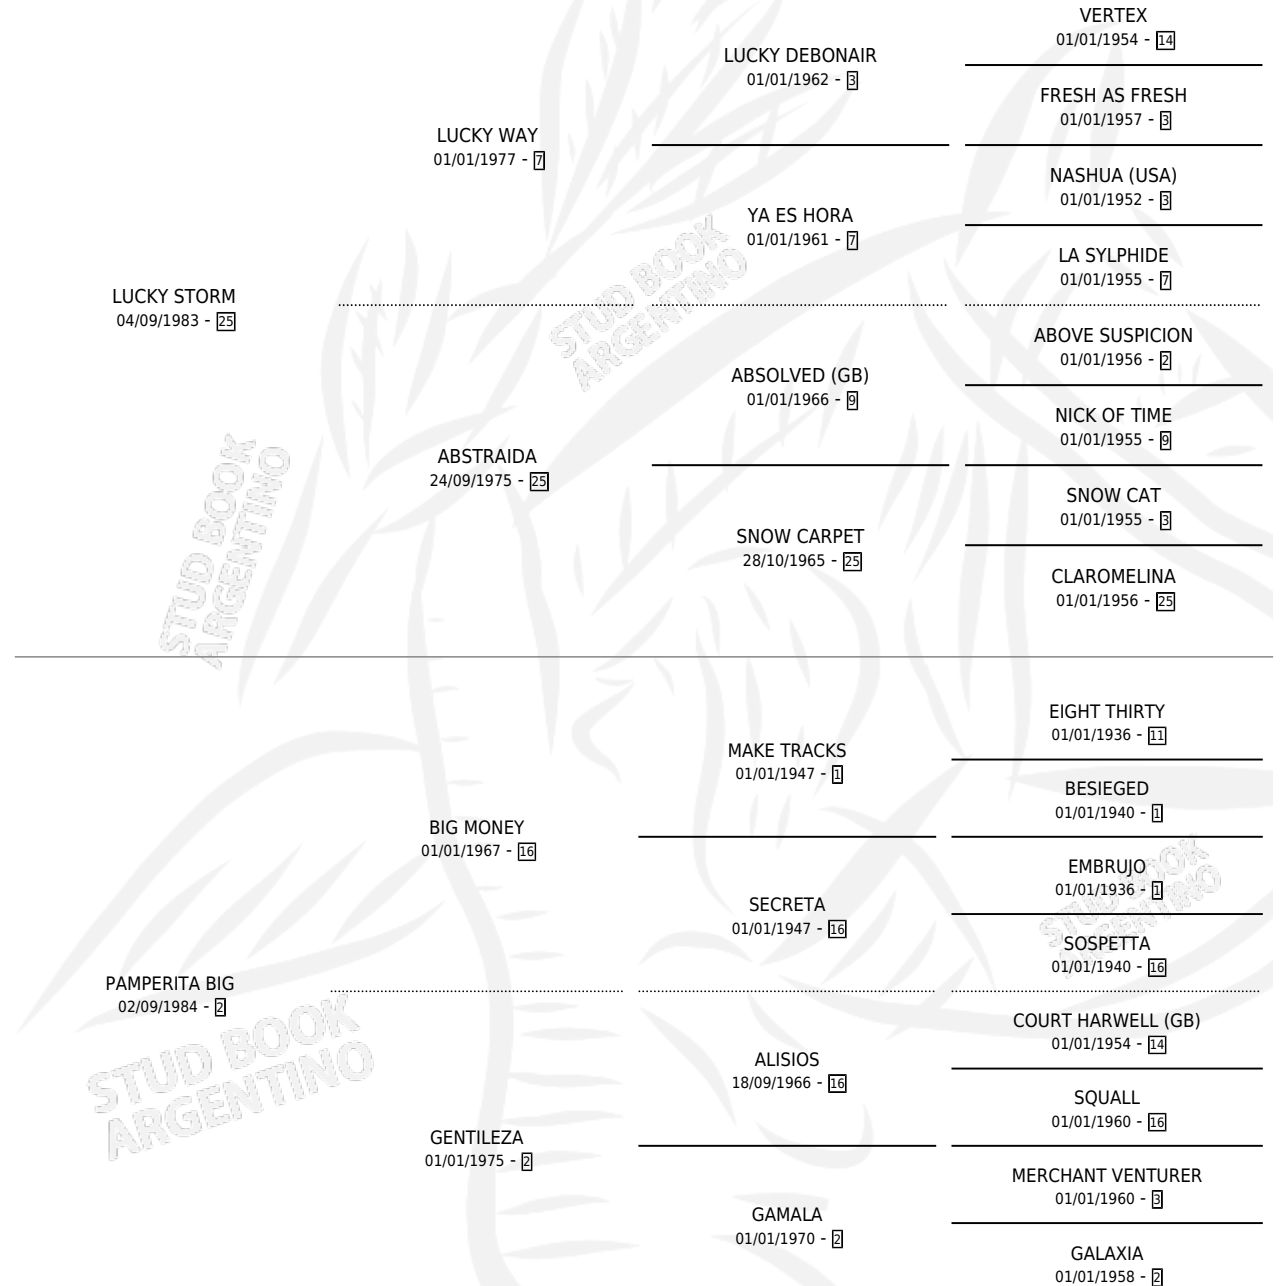 VERTEX
01/01/1954 - 14
LUCKY DEBONAIR
01/01/1962 - 3
FRESH AS FRESH
01/01/1957 - 3
LUCKY WAY
01/01/1977 - 7
NASHUA (USA)
01/01/1952 - 3
YA ES HORA
01/01/1961 - 7
LA SYLPHIDE
01/01/1955 - 7
LUCKY STORM
04/09/1983 - 25
STUD BOOK
ARGENTINO
ABOVE SUSPICION
01/01/1956 - 2
ABSOLVED (GB)
01/01/1966 - 9
NICK OF TIME
01/01/1955 - 9
ABSTRAIDA
24/09/1975 - 25
SNOW CAT
01/01/1955 - 3
SNOW CARPET
28/10/1965 - 25
CLAROMELINA
01/01/1956 - 25
STUD BOOK
ARGENTINO
EIGHT THIRTY
01/01/1936 - 11
MAKE TRACKS
01/01/1947 - 1
BESIEGED
01/01/1940 - 1
BIG MONEY
01/01/1967 - 16
EMBRUJO
01/01/1936 - 1
SECRETA
01/01/1947 - 16
SOSPETTA
01/01/1940 - 16
STUD BOOK
ARGENTINO
PAMPERITA BIG
02/09/1984 - 2
COURT HARWELL (GB)
01/01/1954 - 14
ALISIOS
18/09/1966 - 16
SQUALL
01/01/1960 - 16
STUD BOOK
ARGENTINO
GENTILEZA
01/01/1975 - 2
MERCHANT VENTURER
01/01/1960 - 3
GAMALA
01/01/1970 - 2
GALAXIA
01/01/1958 - 2